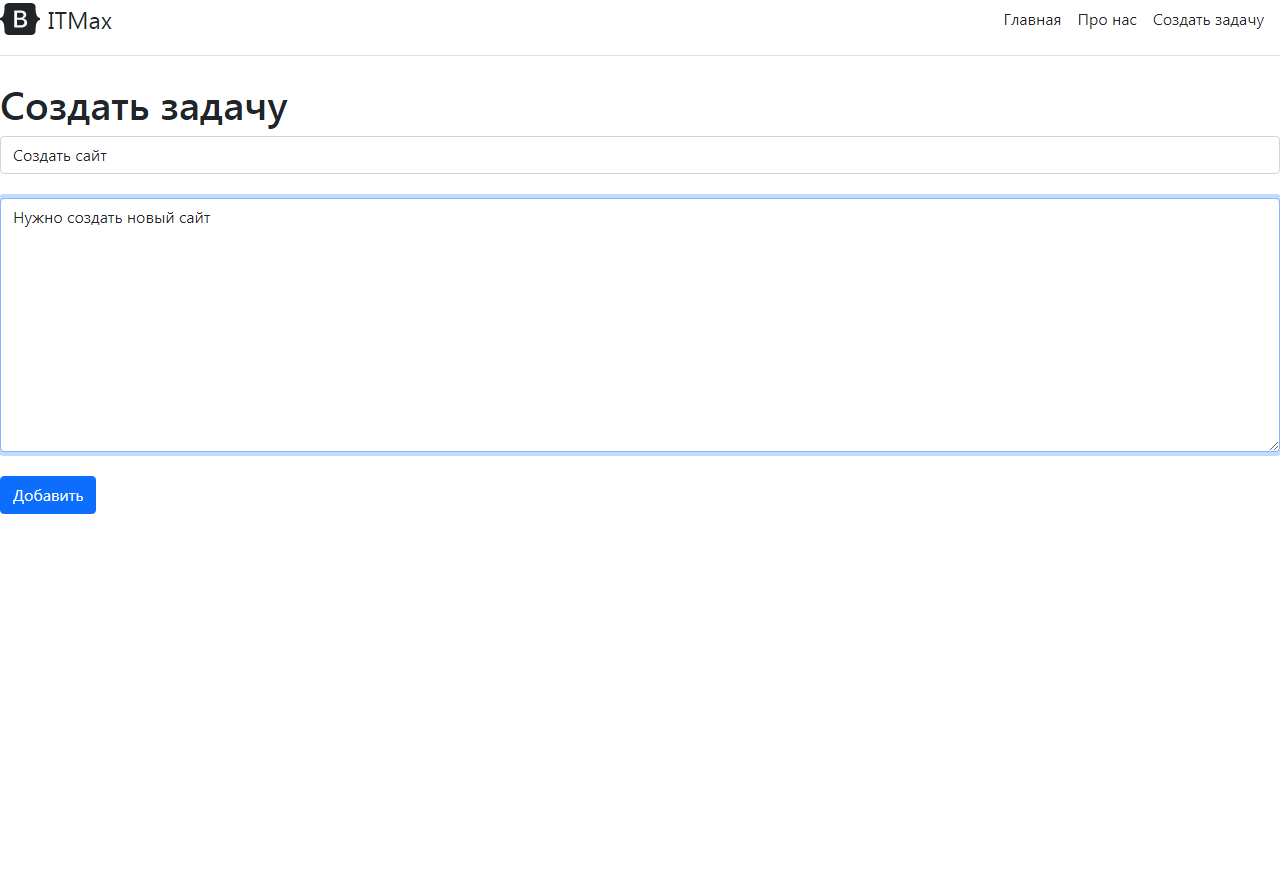 B ITMax
Главная Про нас Создать задачу
Создать задачу
Создать сайт
Нужно создать новый сайт
Добавить